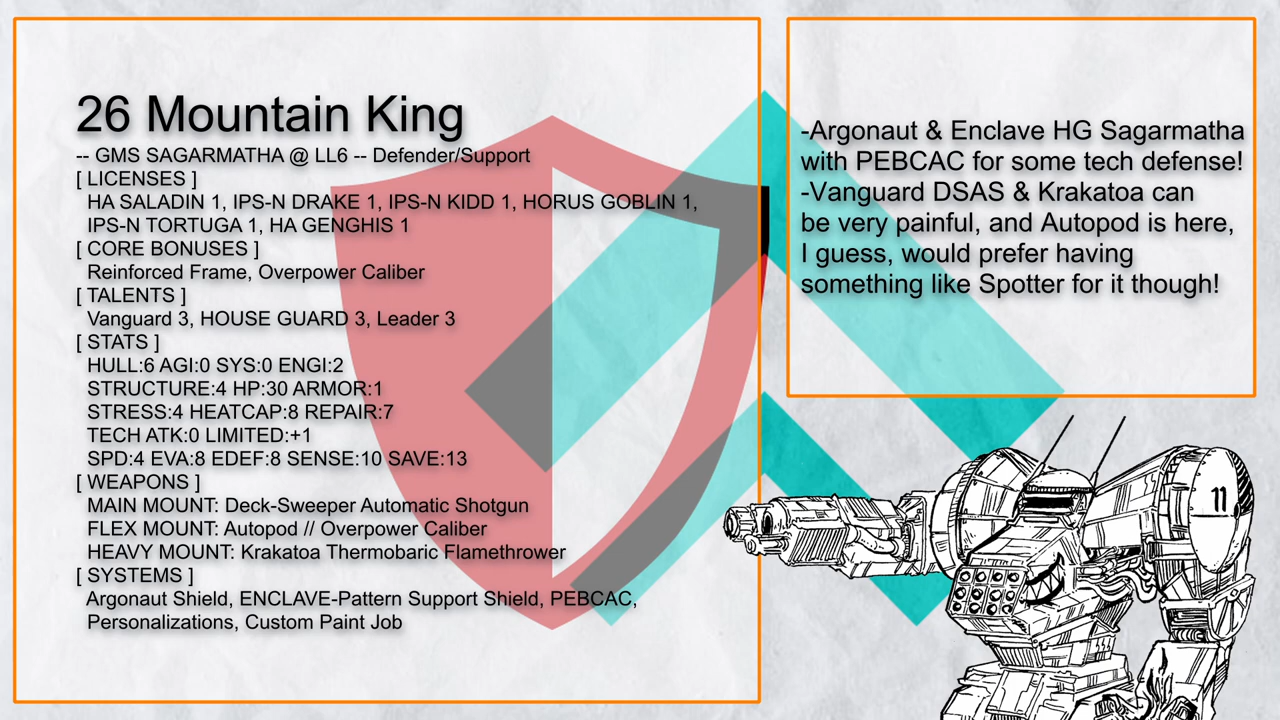 26 Mountain King
-- GMS SAGARMATHA @ LL6 -- Defender/Support
[ LICENSES ]
HA SALADIN 1, IPS-N DRAKE 1, IPS-N KIDD 1, HORUS GOBLIN 1,
IPS-N TORTUGA 1, HA GENGHIS 1
[ CORE BONUSES ]
Reinforced Frame, Overpower Caliber
[ TALENTS ]
Vanguard 3, HOUSE GUARD 3, Leader 3
[ STATS ]
HULL:6 AGI:0 SYS:0 ENGI:2
STRUCTURE:4 HP:30 ARMOR:1
STRESS:4 HEATCAP:8 REPAIR:7
TECH ATK:0 LIMITED:+1
SPD:4 EVA:8 EDEF:8 SENSE:10 SAVE:13
[ WEAPONS ]
MAIN MOUNT: Deck-Sweeper Automatic Shotgun
FLEX MOUNT: Autopod // Overpower Caliber
HEAVY MOUNT: Krakatoa Thermobaric Flamethrower
[ SYSTEMS ]
Argonaut Shield, ENCLAVE-Pattern Support Shield, PEBCAC,
Personalizations, Custom Paint Job
-Argonaut & Enclave HG Sagarmatha
with PEBCAC for some tech defense!
-Vanguard DSAS & Krakatoa can
be very painful, and Autopod is here,
I guess, would prefer having
something like Spotter for it though!
11